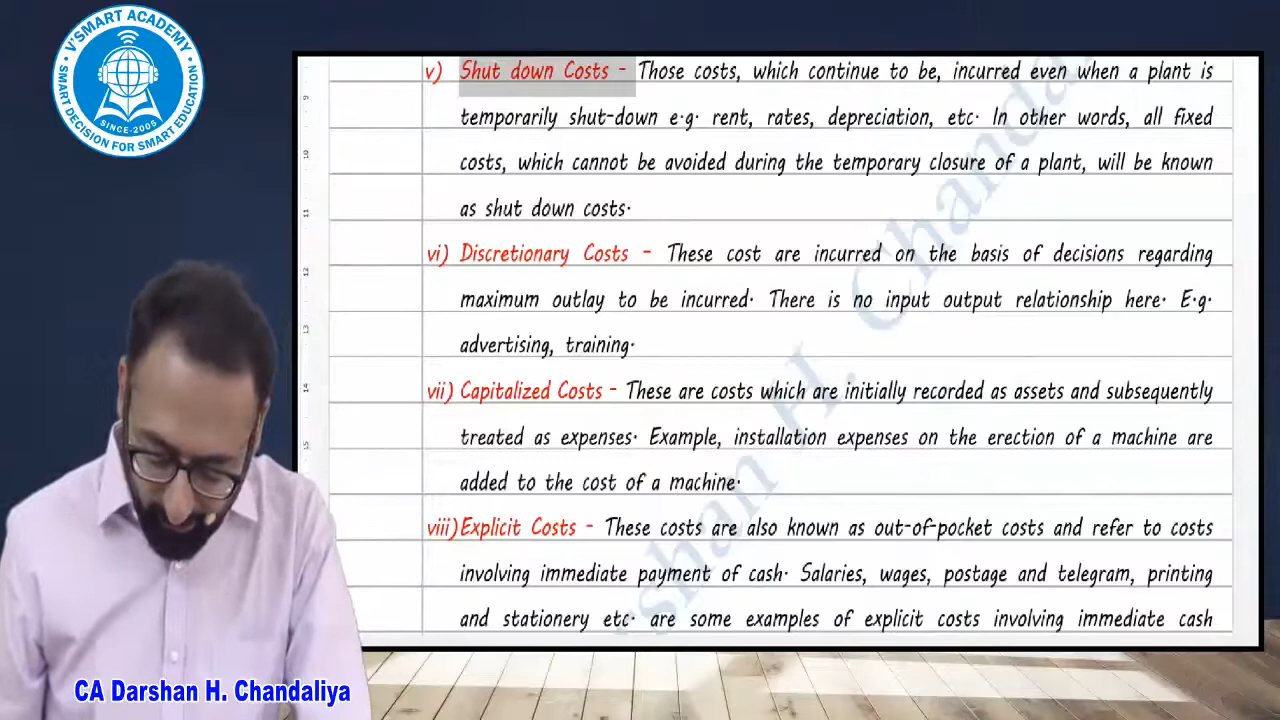 V'SMART ACADEMY
SINCE-2005
SMART DECISION FOR SMART EDUCATION
v) Shut down Costs - Those costs, which continue to be, incurred even when a plant is
temporarily shut-down e.g. rent, rates, depreciation, etc. In other words, all fixed
costs, which cannot be avoided during the temporary closure of a plant, will be known
as shut down costs.
vi) Discretionary Costs - These cost are incurred on the basis of decisions regarding
maximum outlay to be incurred. There is no input output relationship here. E.g.
advertising, training.
vii) Capitalized Costs - These are costs which are initially recorded as assets and subsequently
treated as expenses. Example, installation expenses on the erection of a machine are
added to the cost of a machine.
viii) Explicit Costs - These costs are also known as out-of-pocket costs and refer to costs
involving immediate payment of cash. Salaries, wages, postage and telegram, printing
and stationery etc. are some examples of explicit costs involving immediate cash
9
10
11
12
13
14
15
CA Darshan H. Chandaliya